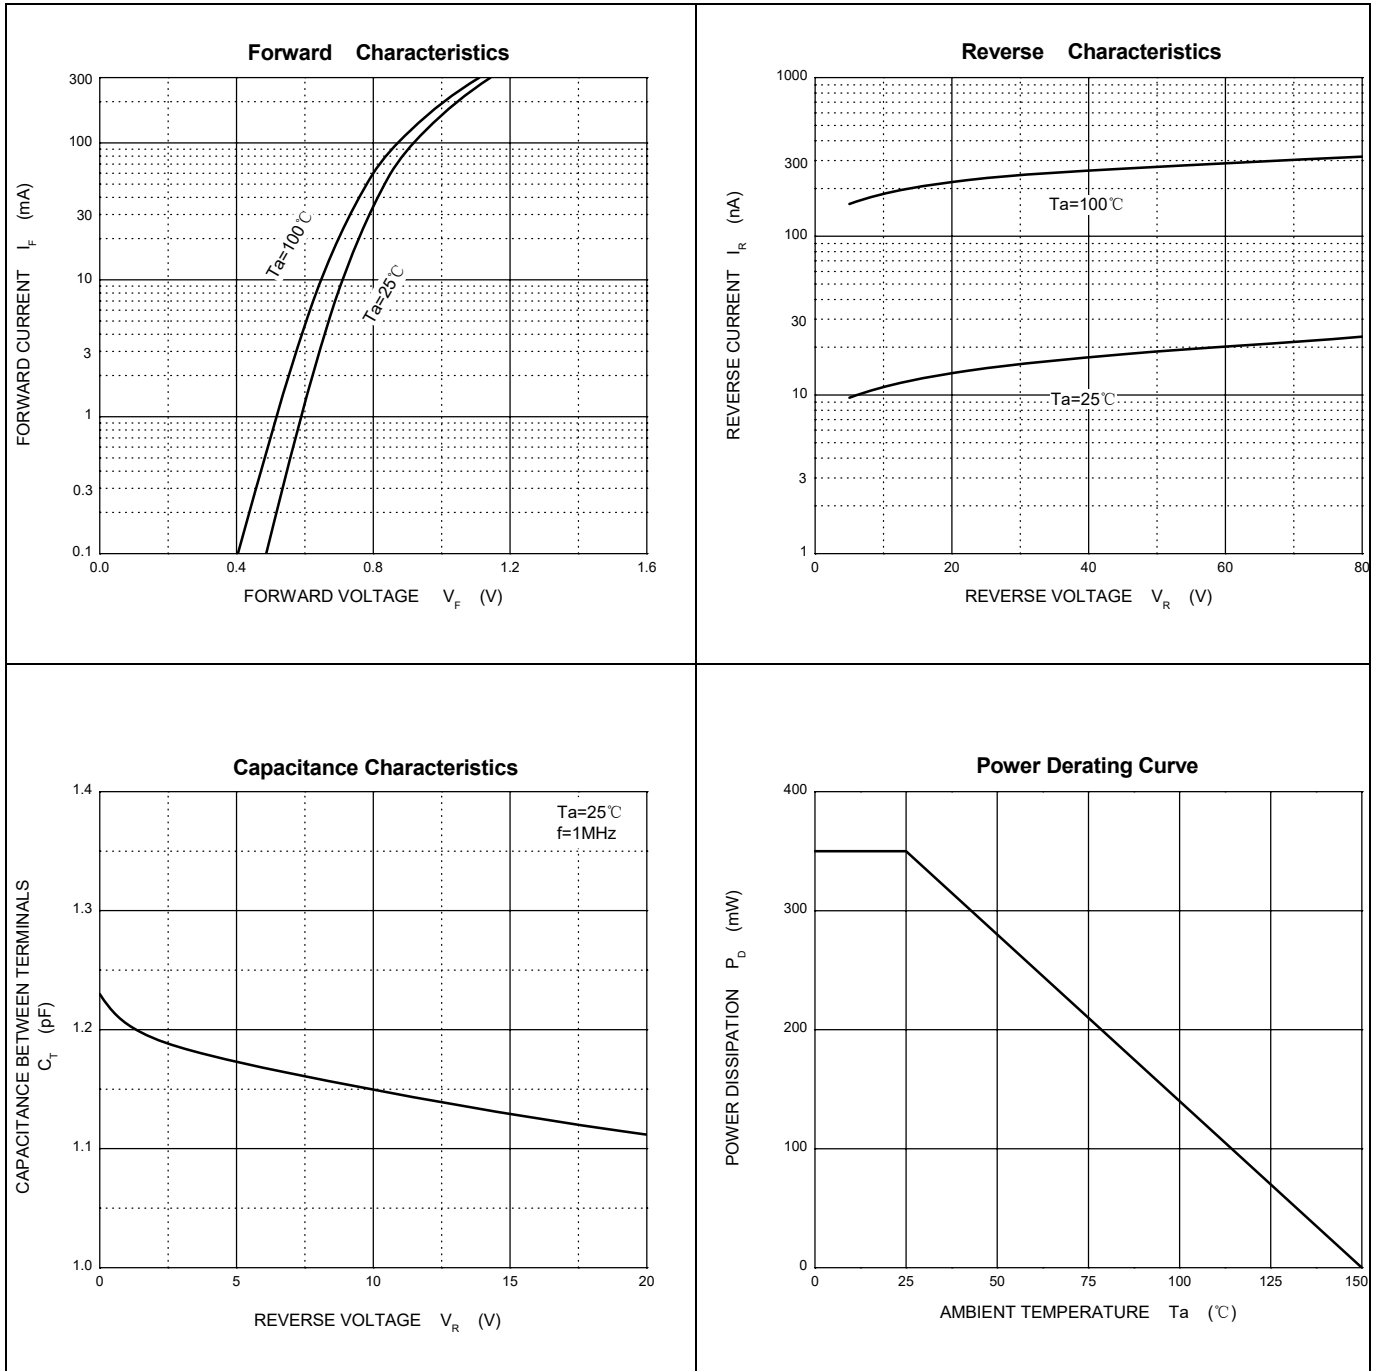 Forward Characteristics
300
100
30
10
3
1
0.3
0.1
0.0
0.4
0.8
1.2
1.6
FORWARD CURRENT I_F (mA)
Ta=100℃
Ta=25℃
FORWARD VOLTAGE V_F (V)
Reverse Characteristics
1000
300
100
30
10
3
1
0
20
40
60
80
REVERSE CURRENT I_R (nA)
Ta=100℃
Ta=25℃
REVERSE VOLTAGE V_R (V)
Capacitance Characteristics
1.4
1.3
1.2
1.1
1.0
0
5
10
15
20
Ta=25℃
f=1MHz
CAPACITANCE BETWEEN TERMINALS
C_T (pF)
REVERSE VOLTAGE V_R (V)
Power Derating Curve
400
300
200
100
0
0
25
50
75
100
125
150
POWER DISSIPATION P_D (mW)
AMBIENT TEMPERATURE Ta (℃)